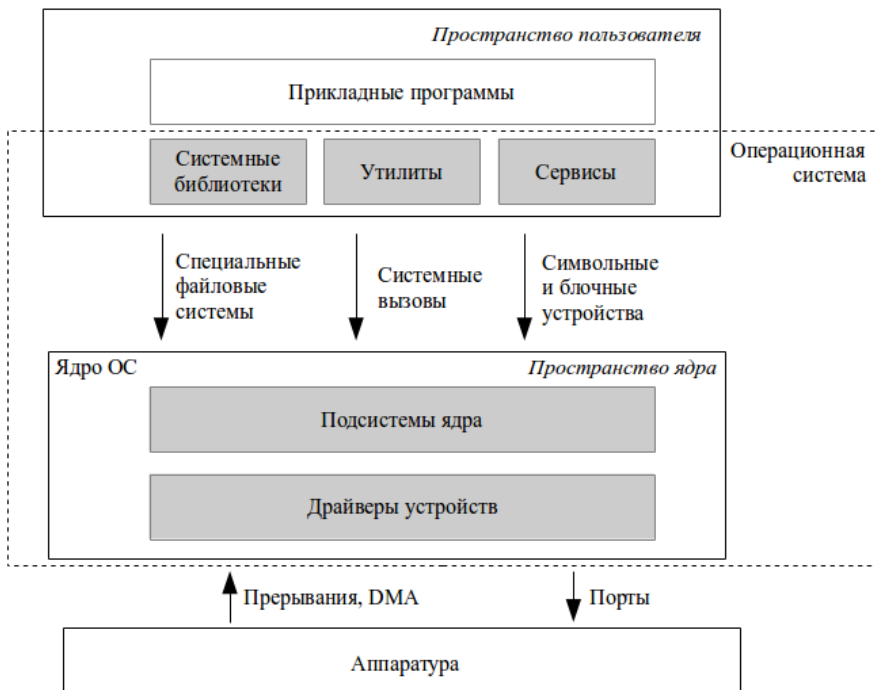 Пространство пользователя
Прикладные программы
Операционная
система
Системные
библиотеки
Утилиты
Сервисы
Специальные
файловые
системы
Системные
вызовы
Символьные
и блочные
устройства
Ядро ОС
Пространство ядра
Подсистемы ядра
Драйверы устройств
Прерывания, DMA
Порты
Аппаратура